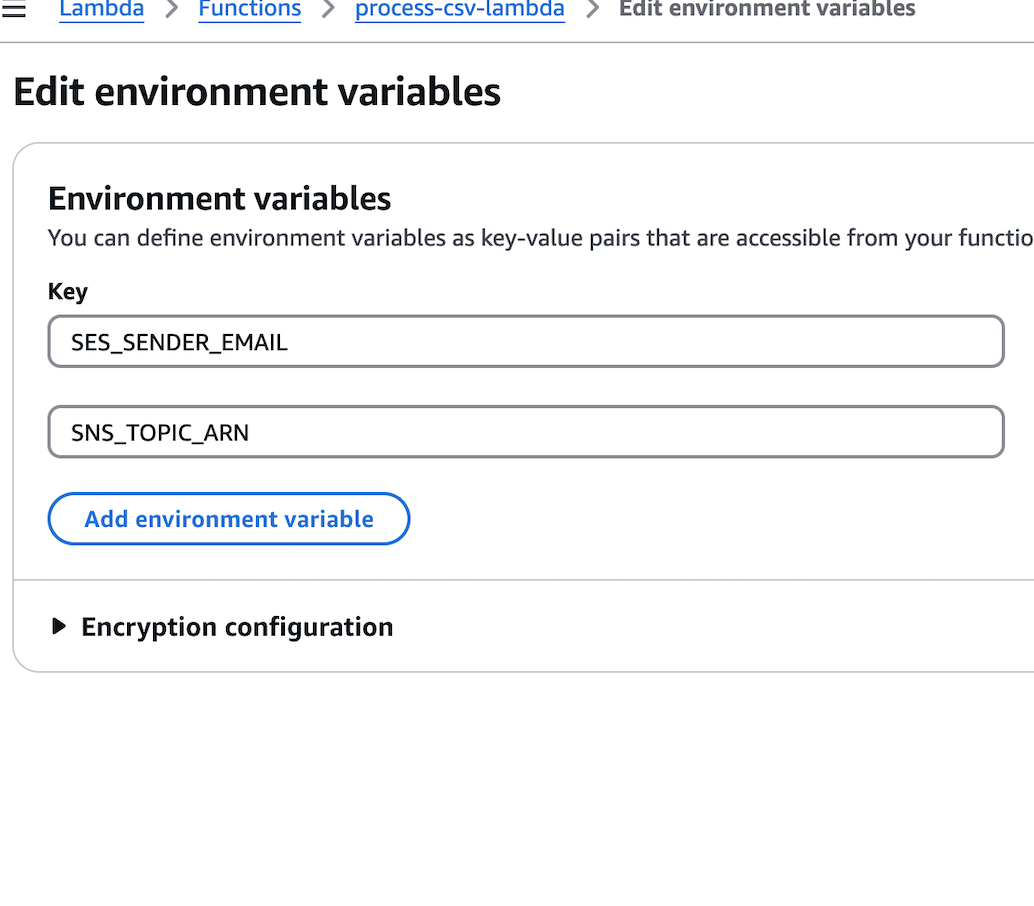 Lambda > Functions > process-csv-lambda > Edit environment variables
Edit environment variables
Environment variables
You can define environment variables as key-value pairs that are accessible from your functio
Key
SES_SENDER_EMAIL
SNS_TOPIC_ARN
Add environment variable
Encryption configuration